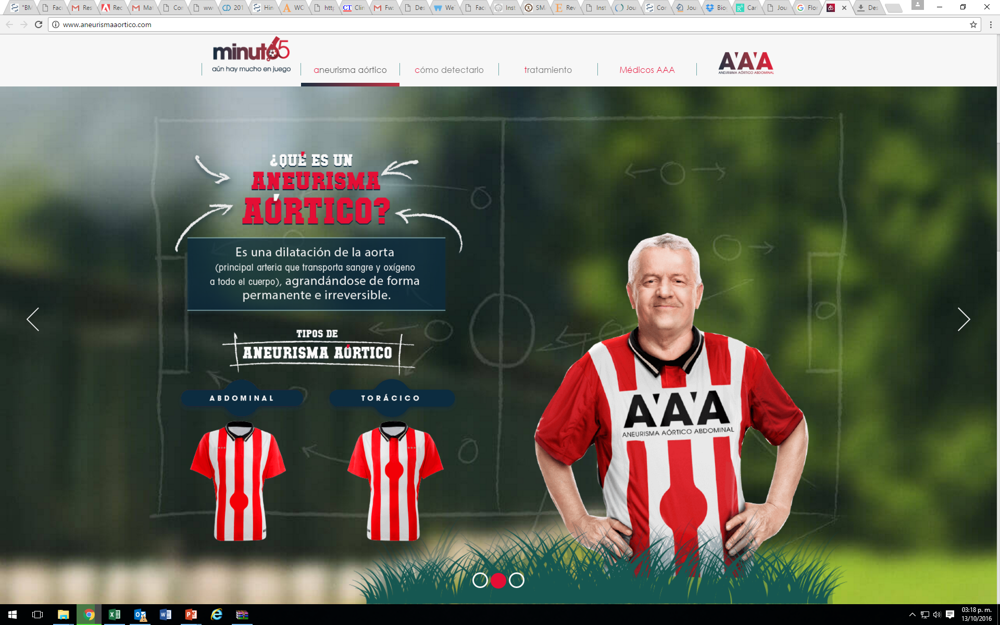 "BM
Fac
Res
Rec
Mat
Cor
ww
201
Hin
WC
http
CT Clin
Fw:
Des
We
Fac
Inst
SM
Rev
Inst
Jou
Cor
Jou
Bio
Car
Jou
Flor
Des
www.aneurismaaortico.com
minuto65
aún hay mucho en juego
aneurisma aórtico
cómo detectarlo
tratamiento
Médicos AAA
AAA
ANEURISMA AÓRTICO ABDOMINAL
¿QUÉ ES UN
ANEURISMA
AÓRTICO?
Es una dilatación de la aorta
(principal arteria que transporta sangre y oxígeno
a todo el cuerpo), agrandándose de forma
permanente e irreversible.
TIPOS DE
ANEURISMA AÓRTICO
ABDOMINAL
TORÁCICO
AAA
ANEURISMA AÓRTICO ABDOMINAL
03:18 p. m.
13/10/2016